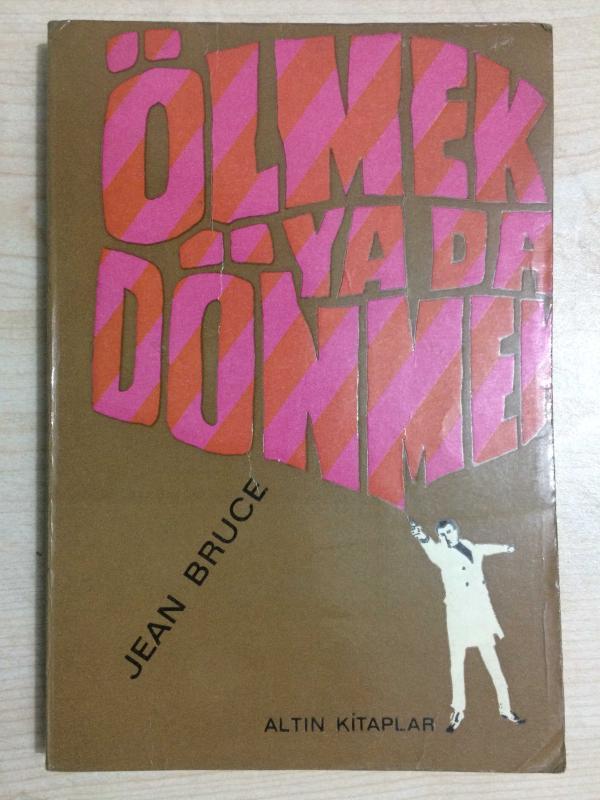 ÖLMEK
YA DA
DÖNMEK
JEAN BRUCE
ALTIN KİTAPLAR